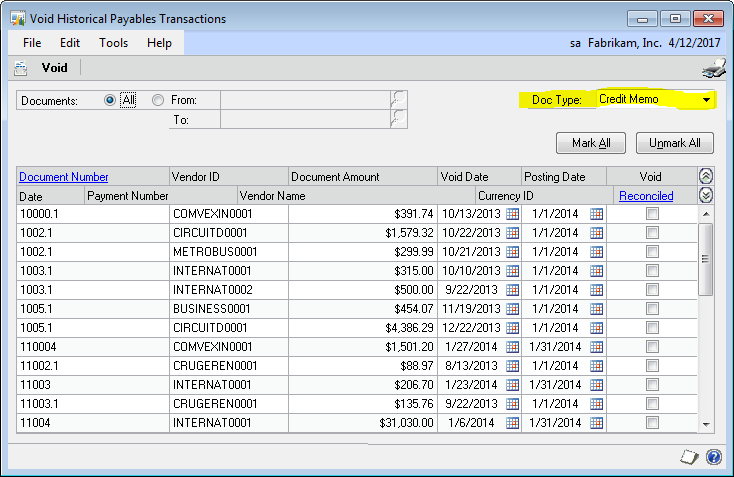 Void Historical Payables Transactions
File Edit Tools Help sa Fabrikam, Inc. 4/12/2017
Void
Documents: All From: Doc Type: Credit Memo
To:
Mark All Unmark All
Document Number Vendor ID Document Amount Void Date Posting Date Void
Date Payment Number Vendor Name Currency ID Reconciled
10000.1 COMVEXIN0001 $391.74 10/13/2013 1/1/2014
1002.1 CIRCUITD0001 $1,579.32 10/22/2013 1/1/2014
1002.1 METROBUS0001 $299.99 10/21/2013 1/1/2014
1003.1 INTERNAT0001 $315.00 10/10/2013 1/1/2014
1003.1 INTERNAT0002 $500.00 9/22/2013 1/1/2014
1005.1 BUSINESS0001 $454.07 11/19/2013 1/1/2014
1005.1 CIRCUITD0001 $4,386.29 12/22/2013 1/1/2014
110004 COMVEXIN0001 $1,501.20 1/27/2014 1/31/2014
11002.1 CRUGEREN0001 $88.97 8/13/2013 1/1/2014
11003 INTERNAT0001 $206.70 1/23/2014 1/31/2014
11003.1 CRUGEREN0001 $135.76 9/22/2013 1/1/2014
11004 INTERNAT0001 $31,030.00 1/6/2014 1/31/2014